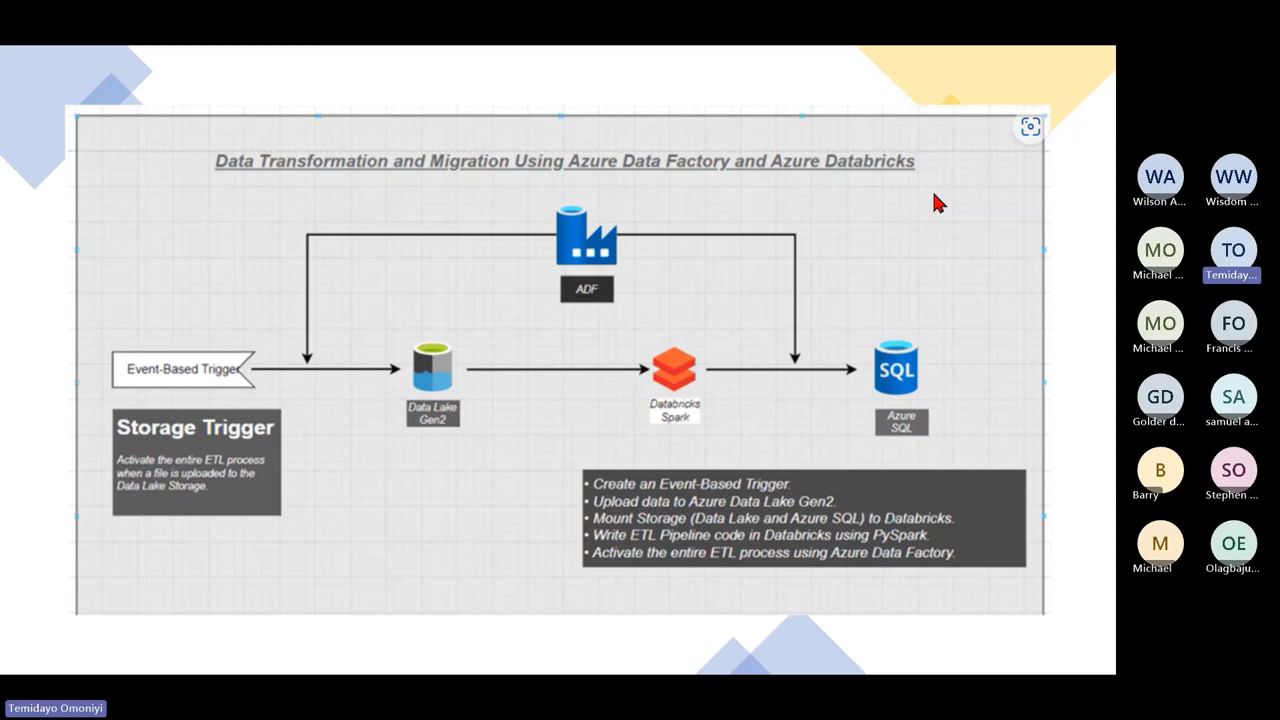 Data Transformation and Migration Using Azure Data Factory and Azure Databricks
ADF
Event-Based Trigger
Data Lake
Gen2
Databricks
Spark
SQL
Azure
SQL
Storage Trigger
Activate the entire ETL process
when a file is uploaded to the
Data Lake Storage.
• Create an Event-Based Trigger.
• Upload data to Azure Data Lake Gen2.
• Mount Storage (Data Lake and Azure SQL) to Databricks.
• Write ETL Pipeline code in Databricks using PySpark.
• Activate the entire ETL process using Azure Data Factory.
WA
WW
Wilson A...
Wisdom ...
MO
TO
Michael ...
Temiday...
MO
FO
Michael ...
Francis ...
GD
SA
Golder d...
samuel a...
B
SO
Barry
Stephen ...
M
OE
Michael
Olagbaju...
Temidayo Omoniyi